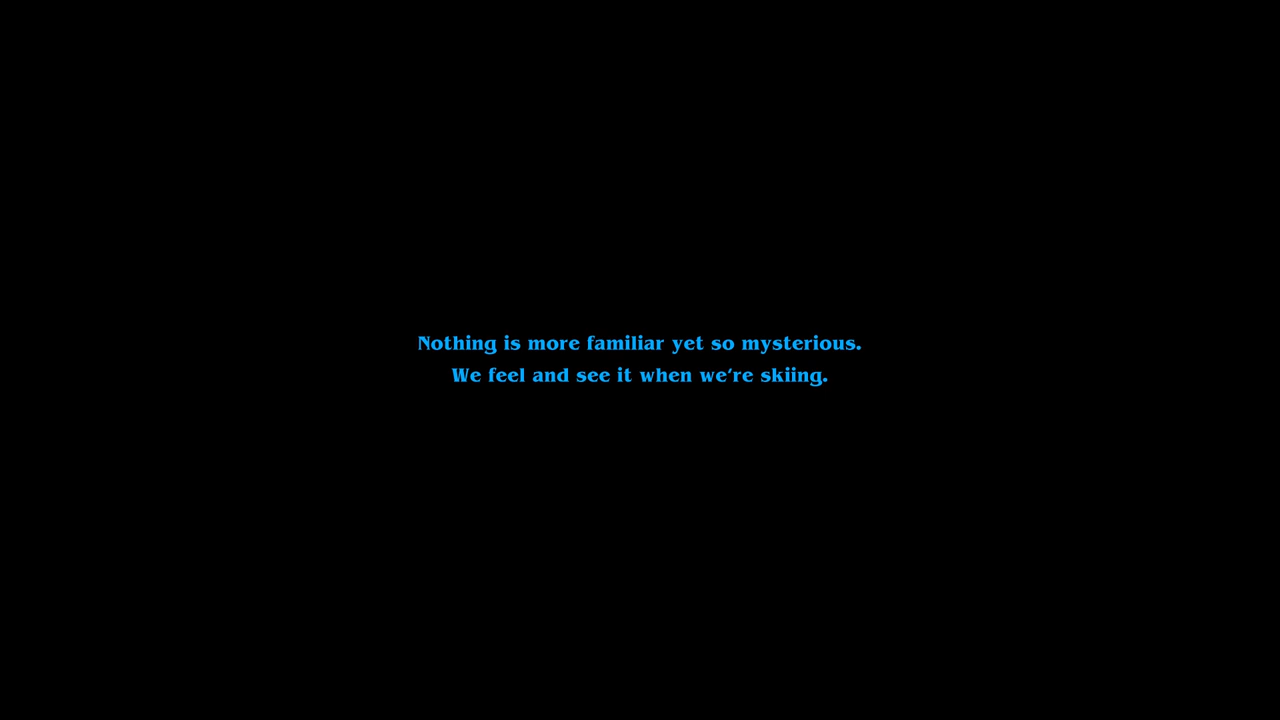 Nothing is more familiar yet so mysterious.
We feel and see it when we're skiing.